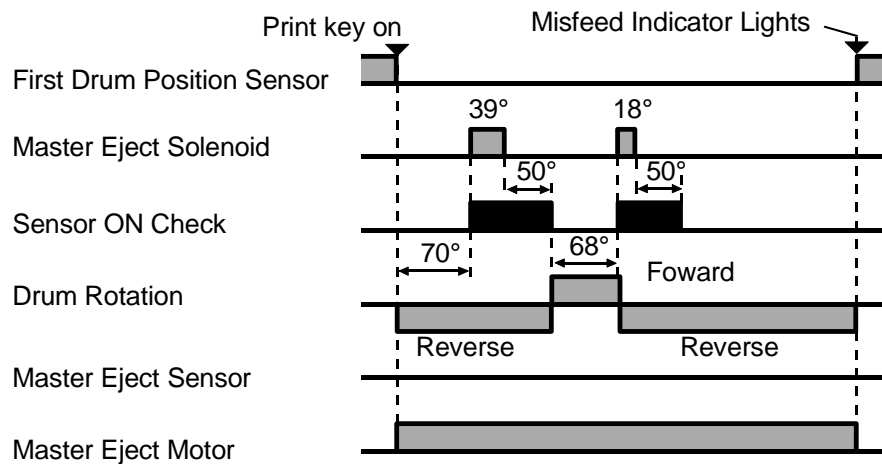 Print key on
Misfeed Indicator Lights
First Drum Position Sensor
39°
18°
Master Eject Solenoid
50°
50°
Sensor ON Check
70°
68°
Foward
Drum Rotation
Reverse
Reverse
Master Eject Sensor
Master Eject Motor